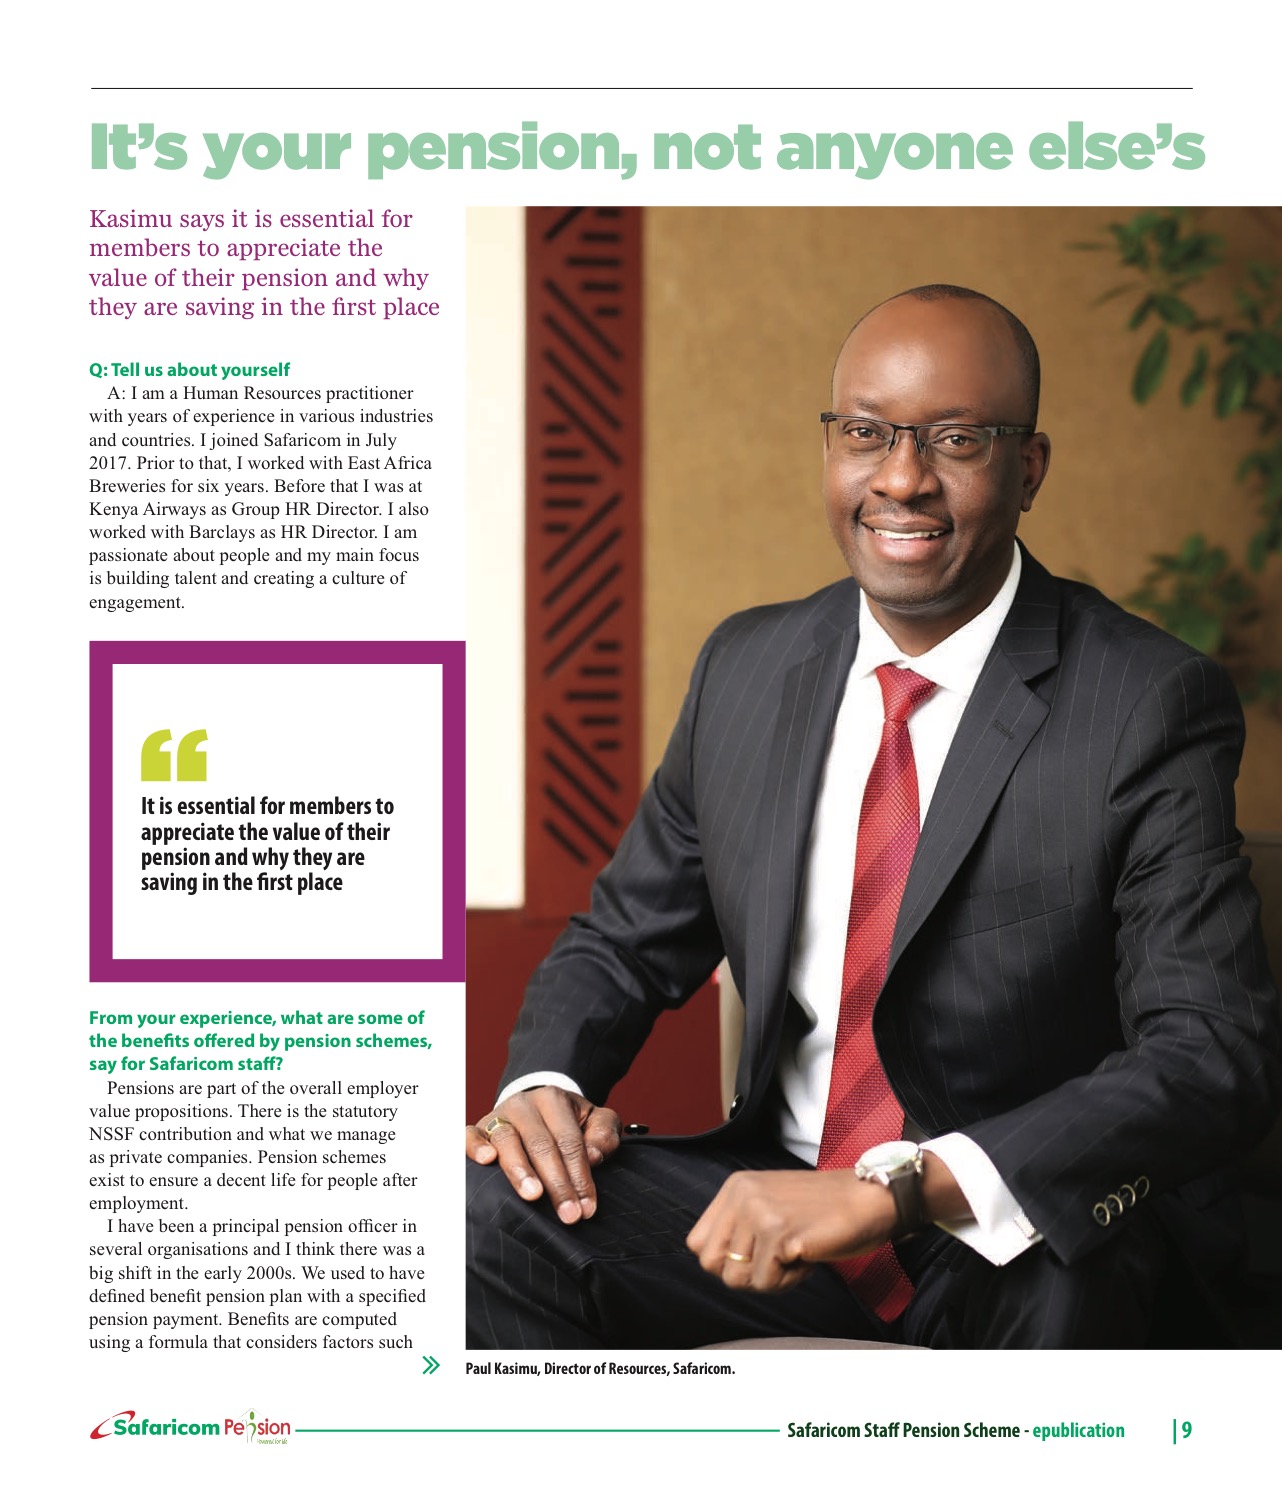 It's your pension, not anyone else's
Kasimu says it is essential for
members to appreciate the
value of their pension and why
they are saving in the first place
Q: Tell us about yourself
A: I am a Human Resources practitioner
with years of experience in various industries
and countries. I joined Safaricom in July
2017. Prior to that, I worked with East Africa
Breweries for six years. Before that I was at
Kenya Airways as Group HR Director. I also
worked with Barclays as HR Director. I am
passionate about people and my main focus
is building talent and creating a culture of
engagement.
“
It is essential for members to
appreciate the value of their
pension and why they are
saving in the first place
From your experience, what are some of
the benefits offered by pension schemes,
say for Safaricom staff?
Pensions are part of the overall employer
value propositions. There is the statutory
NSSF contribution and what we manage
as private companies. Pension schemes
exist to ensure a decent life for people after
employment.
I have been a principal pension officer in
several organisations and I think there was a
big shift in the early 2000s. We used to have
defined benefit pension plan with a specified
pension payment. Benefits are computed
using a formula that considers factors such
Paul Kasimu, Director of Resources, Safaricom.
Safaricom Pension
Safaricom Staff Pension Scheme - epublication
| 9